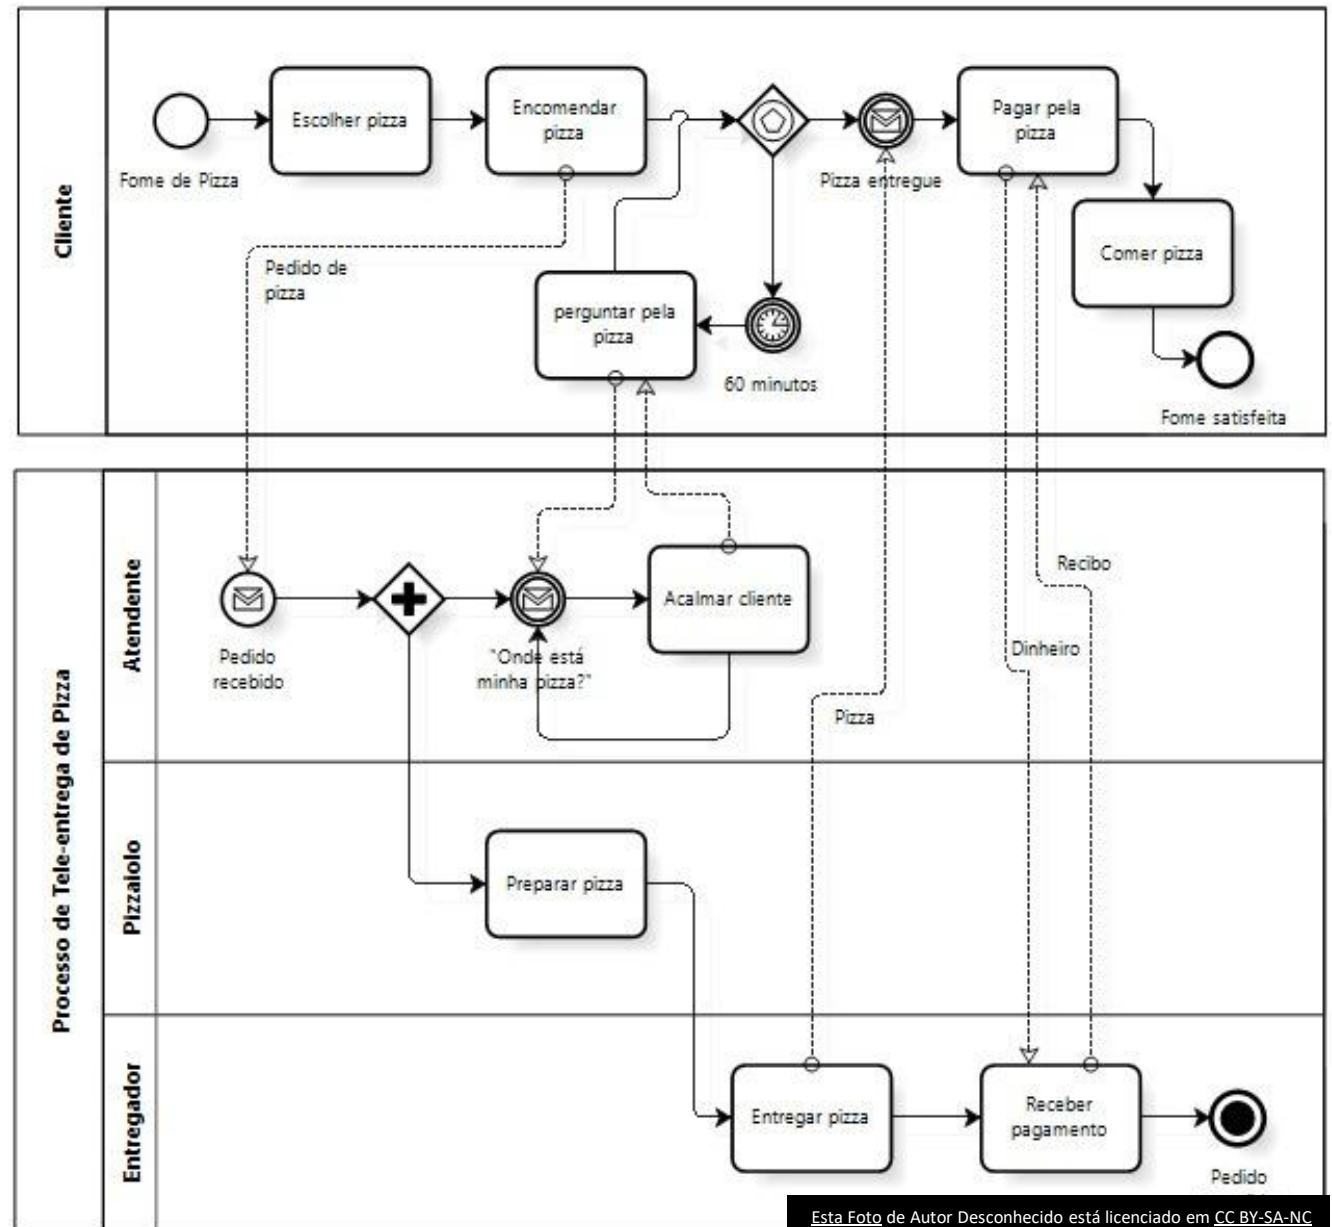 Cliente
Fome de Pizza
Escolher pizza
Encomendar
pizza
Pizza entregue
Pagar pela
pizza
Comer pizza
Fome satisfeita
Pedido de
pizza
perguntar pela
pizza
60 minutos
Processo de Tele-entrega de Pizza
Atendente
Pedido
recebido
"Onde está
minha pizza?"
Acalmar cliente
Pizza
Dinheiro
Recibo
Pizzaiolo
Preparar pizza
Entregador
Entregar pizza
Receber
pagamento
Pedido
Esta Foto de Autor Desconhecido está licenciado em CC BY-SA-NC